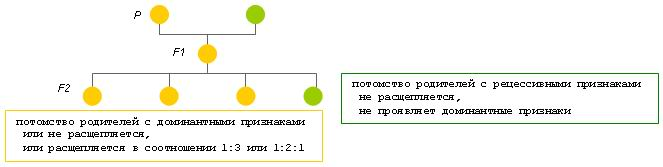 P
F1
F2
потомство родителей с доминантными признаками
или не расщепляется,
или расщепляется в соотношении 1:3 или 1:2:1
потомство родителей с рецессивными признаками
не расщепляется,
не проявляет доминантные признаки